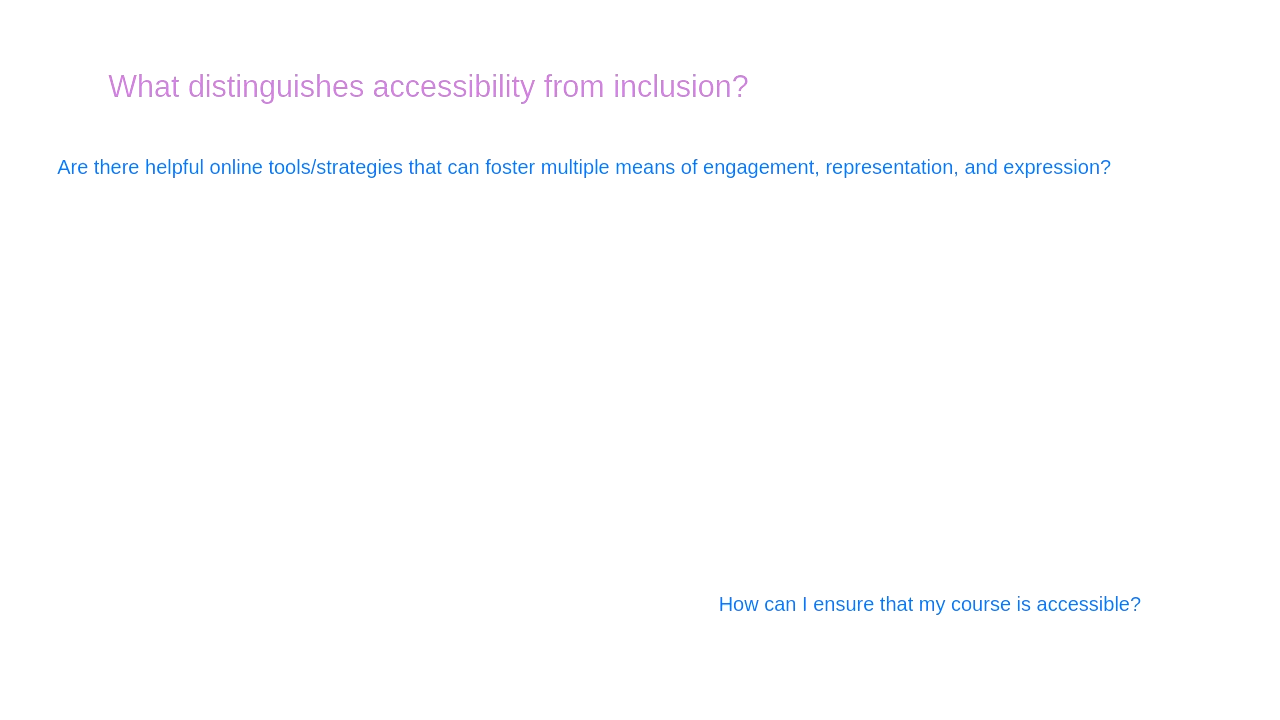 What distinguishes accessibility from inclusion?
Are there helpful online tools/strategies that can foster multiple means of engagement, representation, and expression?
How can I ensure that my course is accessible?